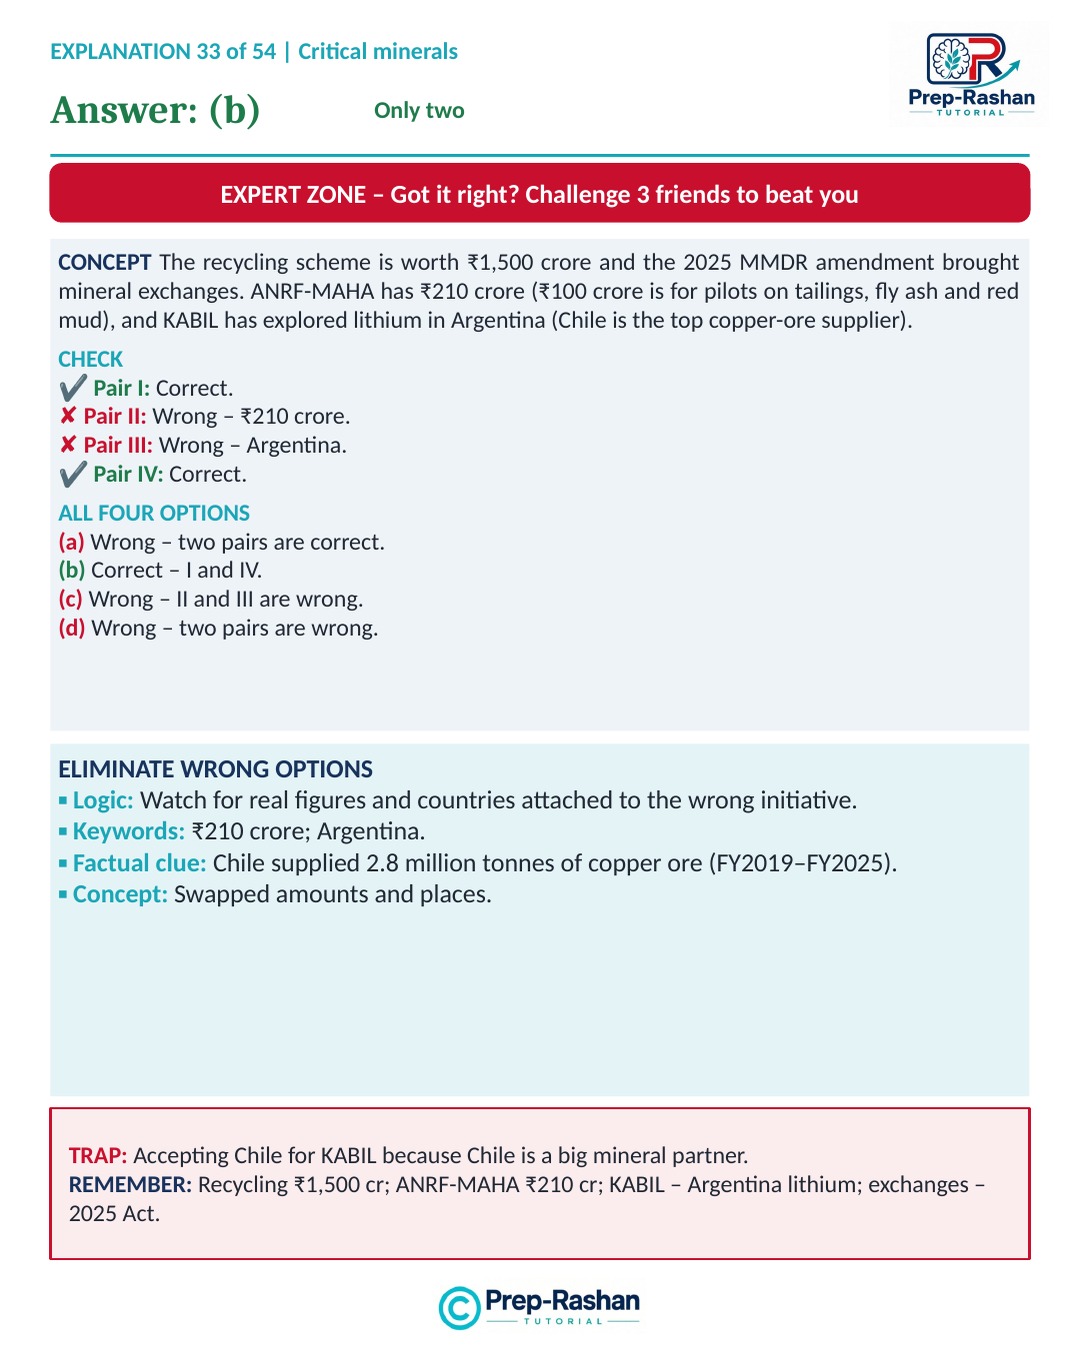 EXPLANATION 33 of 54 | Critical minerals
Prep-Rashan
TUTORIAL
Answer: (b) Only two
EXPERT ZONE – Got it right? Challenge 3 friends to beat you
CONCEPT The recycling scheme is worth ₹1,500 crore and the 2025 MMDR amendment brought
mineral exchanges. ANRF-MAHA has ₹210 crore (₹100 crore is for pilots on tailings, fly ash and red
mud), and KABIL has explored lithium in Argentina (Chile is the top copper-ore supplier).
CHECK
✔ Pair I: Correct.
✘ Pair II: Wrong – ₹210 crore.
✘ Pair III: Wrong – Argentina.
✔ Pair IV: Correct.
ALL FOUR OPTIONS
(a) Wrong – two pairs are correct.
(b) Correct – I and IV.
(c) Wrong – II and III are wrong.
(d) Wrong – two pairs are wrong.
ELIMINATE WRONG OPTIONS
▪ Logic: Watch for real figures and countries attached to the wrong initiative.
▪ Keywords: ₹210 crore; Argentina.
▪ Factual clue: Chile supplied 2.8 million tonnes of copper ore (FY2019–FY2025).
▪ Concept: Swapped amounts and places.
TRAP: Accepting Chile for KABIL because Chile is a big mineral partner.
REMEMBER: Recycling ₹1,500 cr; ANRF-MAHA ₹210 cr; KABIL – Argentina lithium; exchanges –
2025 Act.
© Prep-Rashan
TUTORIAL